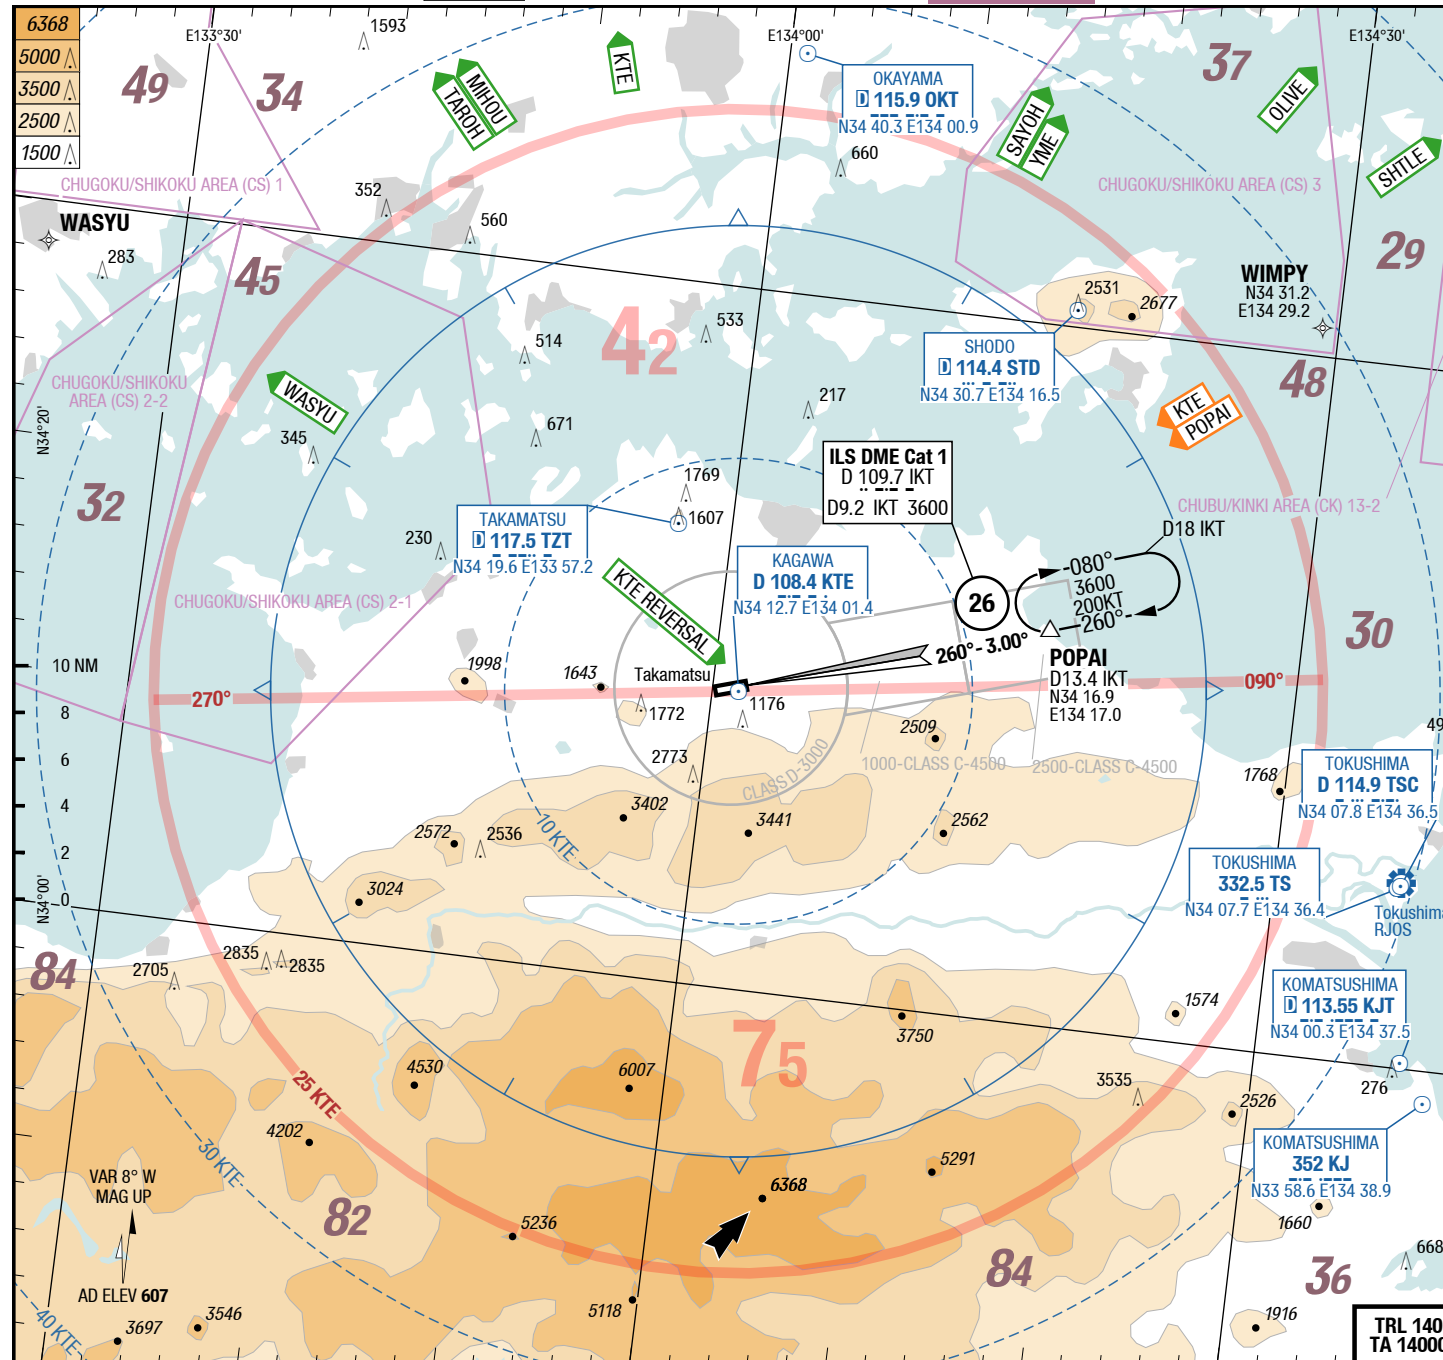 6368
5000
3500
2500
1500
E133°30'
1593
E134°00'
E134°30'
49
34
37
TAROH
MIHOU
KTE
OKAYAMA
D 115.9 OKT
N34 40.3 E134 00.9
SAYOH
YME
OLIVE
SHTLE
660
CHUGOKU/SHIKOKU AREA (CS) 1
352
CHUGOKU/SHIKOKU AREA (CS) 3
WASYU
560
283
45
29
WIMPY
N34 31.2
E134 29.2
2531
2677
533
514
42
SHODO
D 114.4 STD
N34 30.7 E134 16.5
48
CHUGOKU/SHIKOKU
AREA (CS) 2-2
WASYU
217
KTE
POPAI
N34°20'
345
671
ILS DME Cat 1
D 109.7 IKT
D9.2 IKT 3600
32
1769
1607
CHUBU/KINKI AREA (CK) 13-2
TAKAMATSU
D 117.5 TZT
N34 19.6 E133 57.2
230
D18 IKT
KAGAWA
D 108.4 KTE
N34 12.7 E134 01.4
KTE REVERSAL
26
080°
3600
200KT
260°
CHUGOKU/SHIKOKU AREA (CS) 2-1
30
260°- 3.00°
POPAI
D13.4 IKT
N34 16.9
E134 17.0
10 NM
8
6
4
2
0
1998
1643
Takamatsu
270°
090°
1772
1176
2509
49
2773
CLASS D-3000
1000-CLASS C-4500
2500-CLASS C-4500
1768
TOKUSHIMA
D 114.9 TSC
N34 07.8 E134 36.5
3402
3441
2562
2572
2536
10 KTE
TOKUSHIMA
332.5 TS
N34 07.7 E134 36.4
N34°00'
3024
Tokushima
RJOS
84
2705
2835
2835
KOMATSUSHIMA
D 113.55 KJT
N34 00.3 E134 37.5
1574
3750
75
4530
6007
25 KTE
3535
276
2526
4202
30 KTE
KOMATSUSHIMA
352 KJ
N33 58.6 E134 38.9
5291
VAR 8° W
MAG UP
6368
82
5236
1660
84
36
668
AD ELEV 607
5118
3546
3697
40 KTE
1916
TRL 140
TA 14000